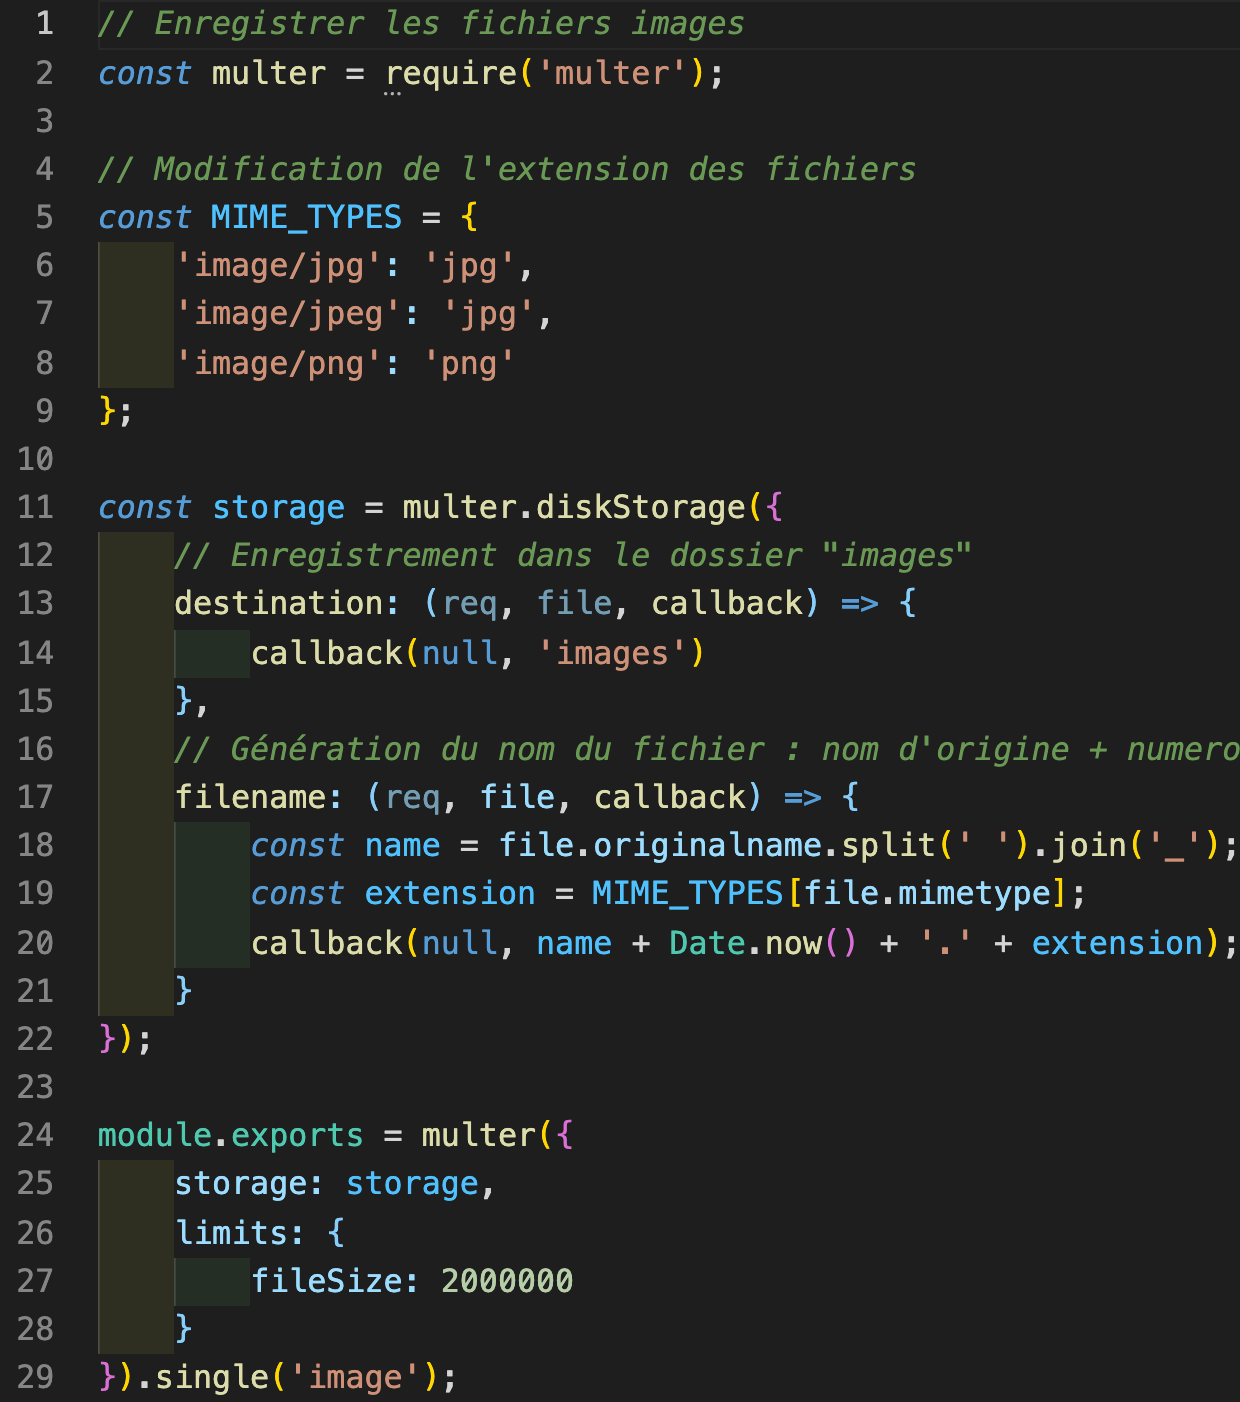 1 // Enregistrer les fichiers images
2 const multer = require('multer');
3
4 // Modification de l'extension des fichiers
5 const MIME_TYPES = {
6     'image/jpg': 'jpg',
7     'image/jpeg': 'jpg',
8     'image/png': 'png'
9 };
10
11 const storage = multer.diskStorage({
12     // Enregistrement dans le dossier "images"
13     destination: (req, file, callback) => {
14         callback(null, 'images')
15     },
16     // Génération du nom du fichier : nom d'origine + numero
17     filename: (req, file, callback) => {
18         const name = file.originalname.split(' ').join('_');
19         const extension = MIME_TYPES[file.mimetype];
20         callback(null, name + Date.now() + '.' + extension);
21     }
22 });
23
24 module.exports = multer({
25     storage: storage,
26     limits: {
27         fileSize: 2000000
28     }
29 }).single('image');